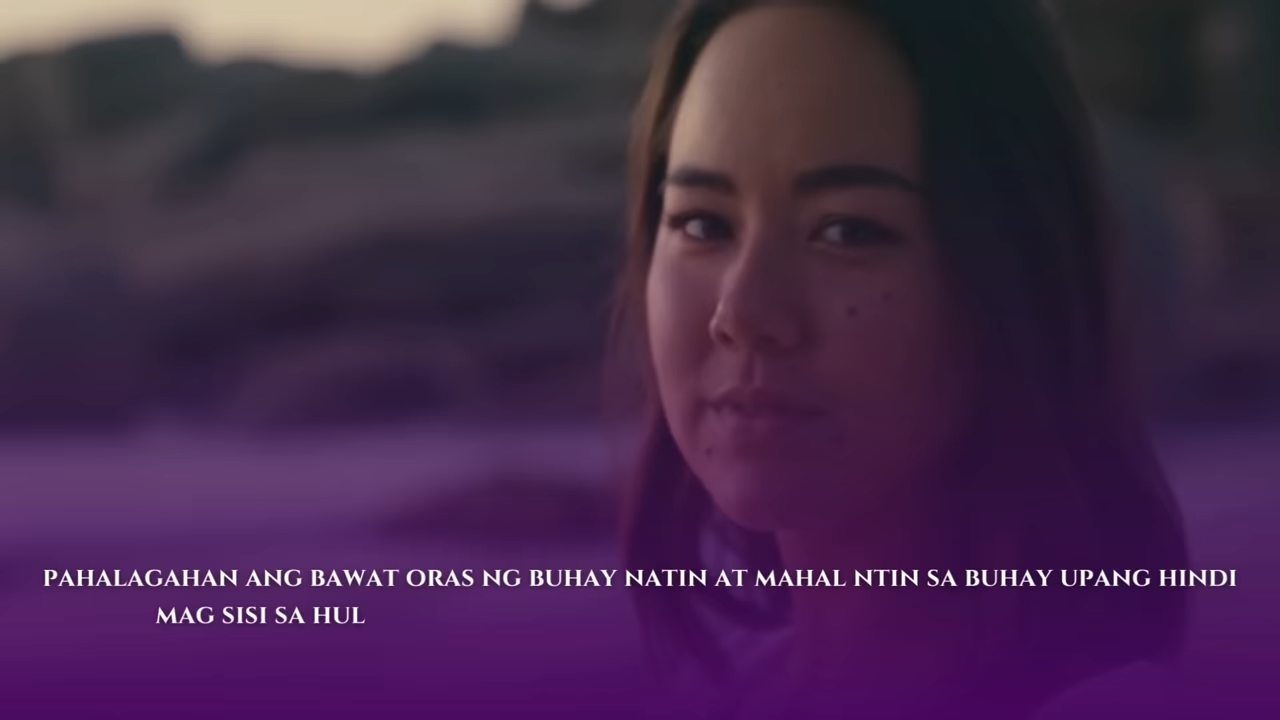 PAHALAGAHAN ANG BAWAT ORAS NG BUHAY NATIN AT MAHAL NTIN SA BUHAY UPANG HINDI
MAG SISI SA HUL